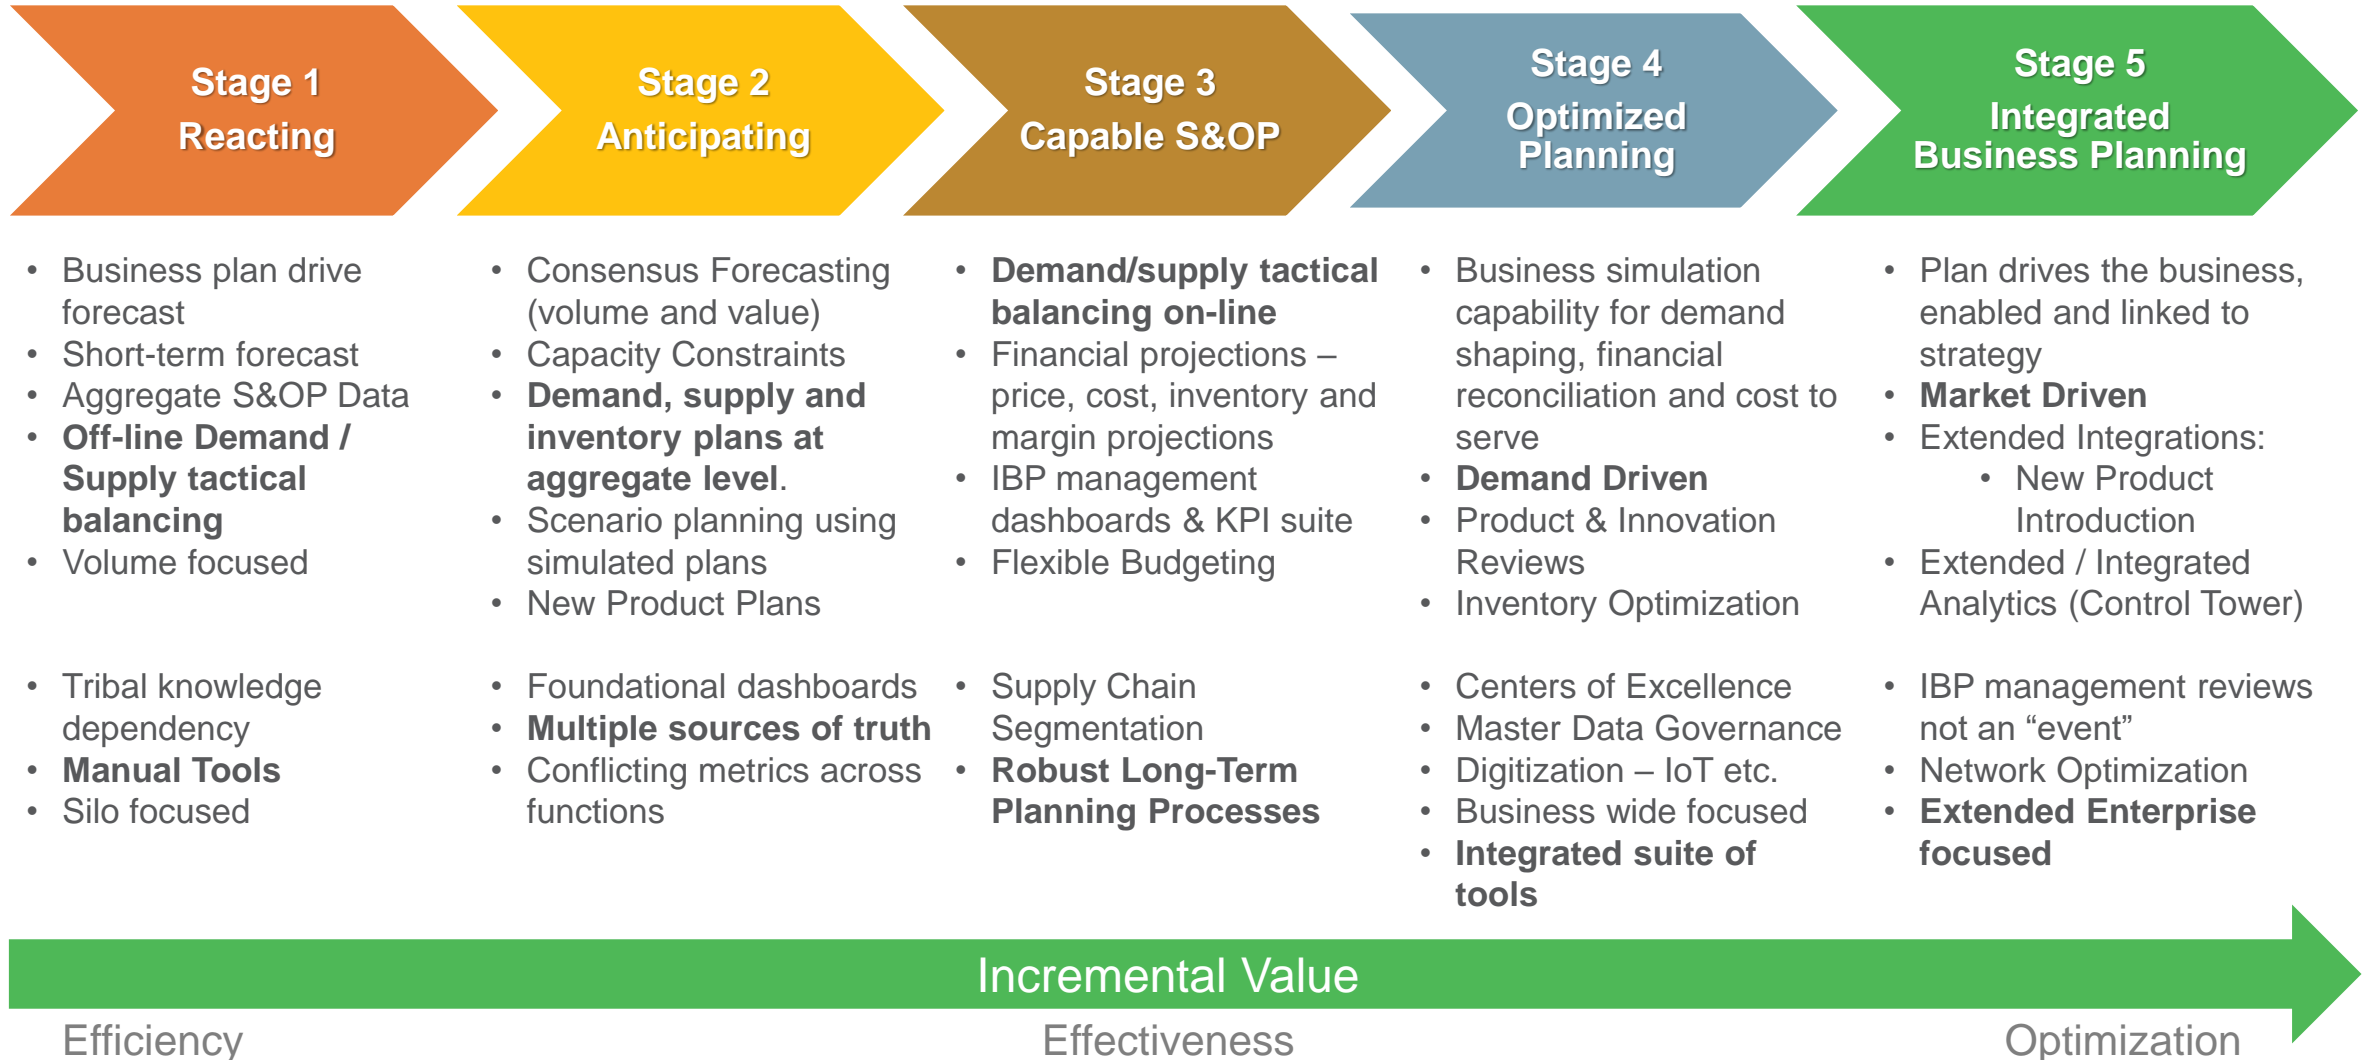 Stage 1
Reacting
Stage 2
Anticipating
Stage 3
Capable S&OP
Stage 4
Optimized
Planning
Stage 5
Integrated
Business Planning
• Business plan drive
forecast
• Short-term forecast
• Aggregate S&OP Data
• Off-line Demand /
Supply tactical
balancing
• Volume focused
• Tribal knowledge
dependency
• Manual Tools
• Silo focused
• Consensus Forecasting
(volume and value)
• Capacity Constraints
• Demand, supply and
inventory plans at
aggregate level.
• Scenario planning using
simulated plans
• New Product Plans
• Foundational dashboards
• Multiple sources of truth
• Conflicting metrics across
functions
• Demand/supply tactical
balancing on-line
• Financial projections –
price, cost, inventory and
margin projections
• IBP management
dashboards & KPI suite
• Flexible Budgeting
• Supply Chain
Segmentation
• Robust Long-Term
Planning Processes
• Business simulation
capability for demand
shaping, financial
reconciliation and cost to
serve
• Demand Driven
• Product & Innovation
Reviews
• Inventory Optimization
• Centers of Excellence
• Master Data Governance
• Digitization – IoT etc.
• Business wide focused
• Integrated suite of
tools
• Plan drives the business,
enabled and linked to
strategy
• Market Driven
• Extended Integrations:
• New Product
Introduction
• Extended / Integrated
Analytics (Control Tower)
• IBP management reviews
not an “event”
• Network Optimization
• Extended Enterprise
focused
Incremental Value
Efficiency
Effectiveness
Optimization